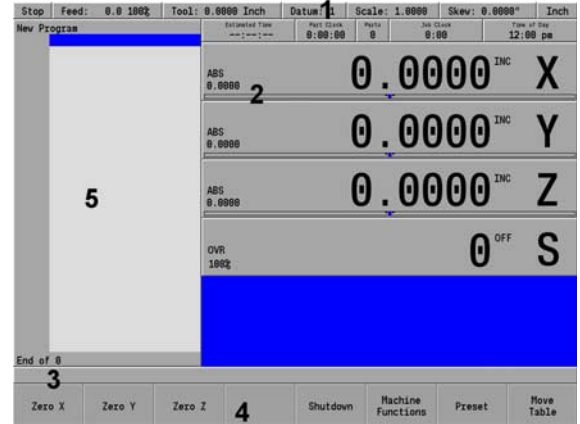 Stop Feed: 0.0 100% Tool: 0.0000 Inch Datum: 1 Scale: 1.0000 Skew: 0.0000° Inch
1
New Program
Estimated Time Part Clock Parts Job Clock Time of Day
--:--:-- 0:00:00 0 0:00 12:00 pm
ABS 0.0000 INC X
0.0000
2
ABS 0.0000 INC Y
0.0000
ABS 0.0000 INC Z
0.0000
5
OVR 0 OFF S
100%
End of 0
3
Zero X Zero Y Zero Z 4 Shutdown Machine Functions Preset Move Table